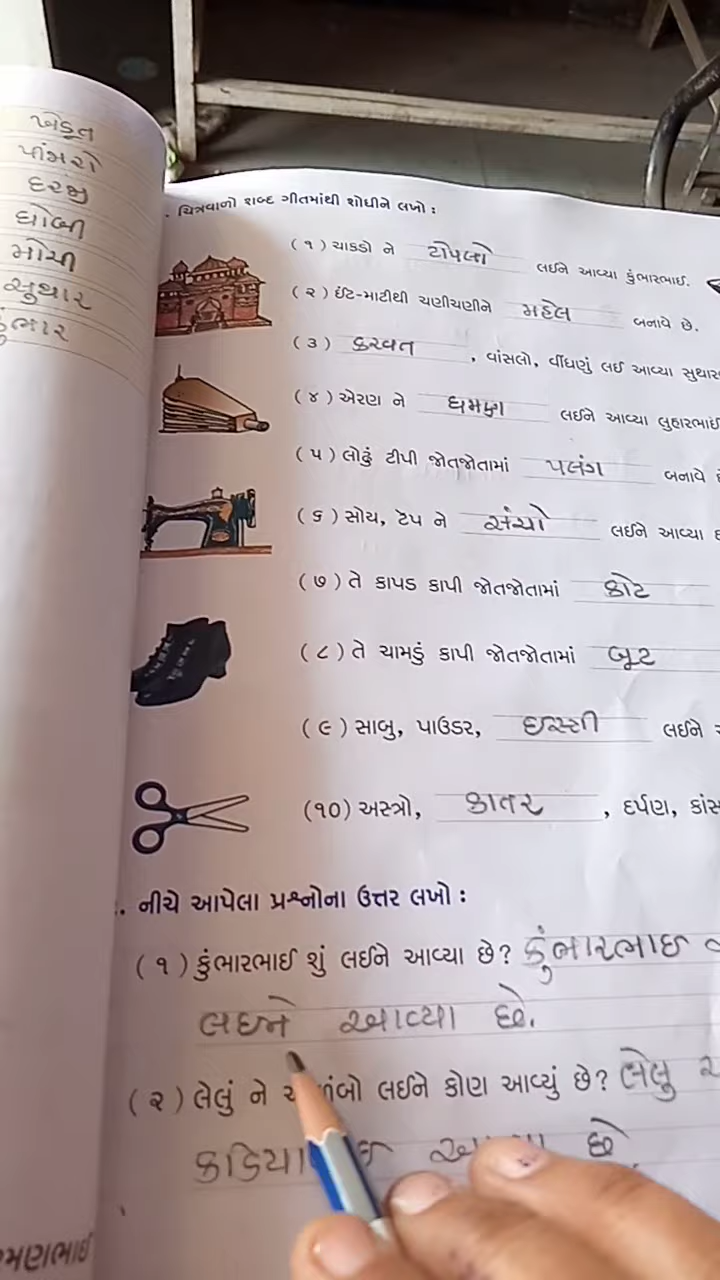 ખેડૂત
પાંજરો
દરજી
ધોબી
મોચી
સુથાર
કુંભાર
ચિત્રવાનો શબ્દ ગીતમાંથી શોધીને લખો :
(૧) ચાકડો ને ટોપલો લઈને આવ્યા કુંભારભાઈ.
(૨) ઈંટ-માટીથી ચણીચણીને મહેલ બનાવે છે.
(૩) કરવત , વાંસલો, વીંધણું લઈ આવ્યા સુથાર
(૪) એરણ ને ધમણ લઈને આવ્યા લુહારભાઈ
(૫) લોઢું ટીપી જોતજોતામાં પલંગ બનાવે
(૬) સોય, ટેપ ને સંચો લઈને આવ્યા
(૭) તે કાપડ કાપી જોતજોતામાં કોટ
(૮) તે ચામડું કાપી જોતજોતામાં બૂટ
(૯) સાબુ, પાઉડર, ઇસ્ત્રી લઈને
(૧૦) અસ્ત્રો, કાતર , દર્પણ, કાંસ
. નીચે આપેલા પ્રશ્નોના ઉત્તર લખો :
(૧) કુંભારભાઈ શું લઈને આવ્યા છે? કુંભારભાઈ
લઇને આવ્યા છે.
(૨) લેલું ને લઈને કોણ આવ્યું છે? લેલુ
કડિયા છે
મણભાઈ